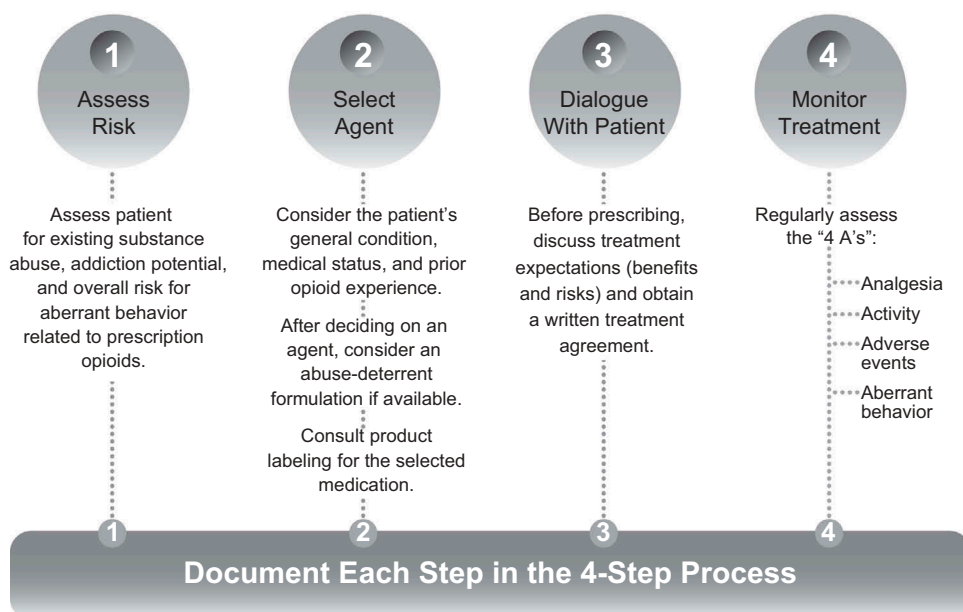 1
Assess
Risk
Assess patient
for existing substance
abuse, addiction potential,
and overall risk for
aberrant behavior
related to prescription
opioids.
2
Select
Agent
Consider the patient’s
general condition,
medical status, and prior
opioid experience.
After deciding on an
agent, consider an
abuse-deterrent
formulation if available.
Consult product
labeling for the selected
medication.
3
Dialogue
With Patient
Before prescribing,
discuss treatment
expectations (benefits
and risks) and obtain
a written treatment
agreement.
4
Monitor
Treatment
Regularly assess
the “4 A’s”:
Analgesia
Activity
Adverse
events
Aberrant
behavior
1
2
3
4
Document Each Step in the 4-Step Process